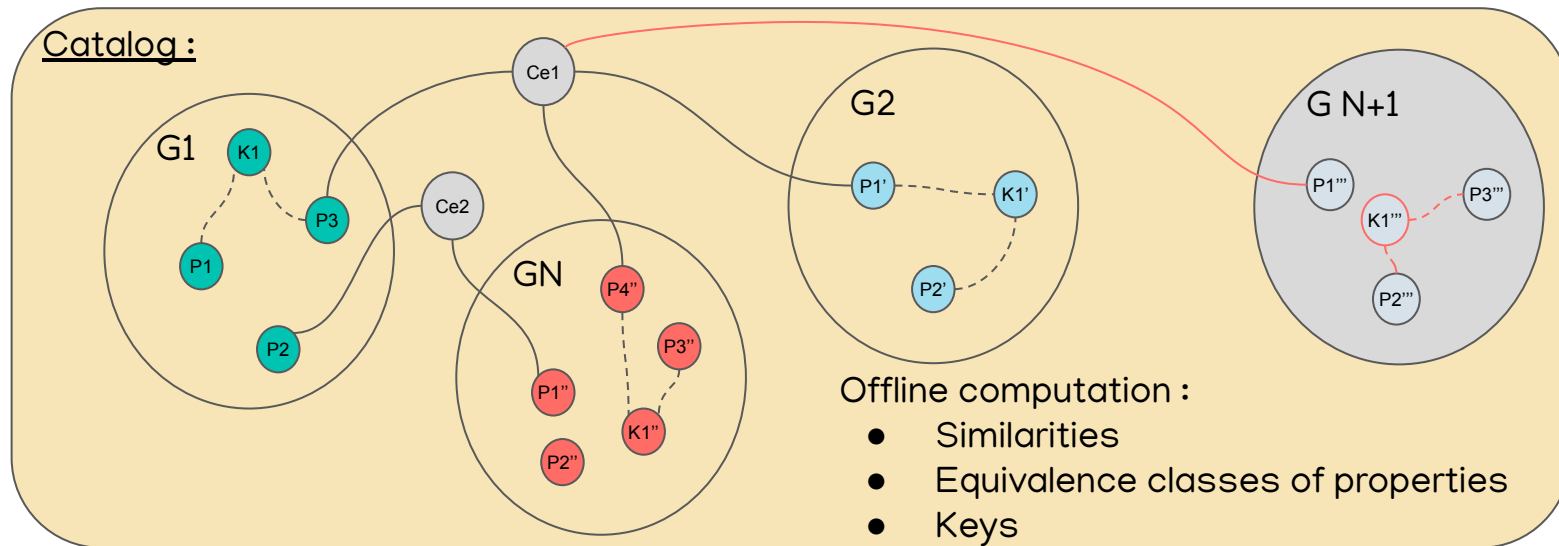 Catalog :
Ce1
G1
K1
P3
P1
P2
Ce2
GN
P4’’
P3’’
P1’’
K1’’
P2’’
G2
P1’
K1’
P2’
G N+1
P1’’’
P3’’’
K1’’’
P2’’’
Offline computation :
● Similarities
● Equivalence classes of properties
● Keys